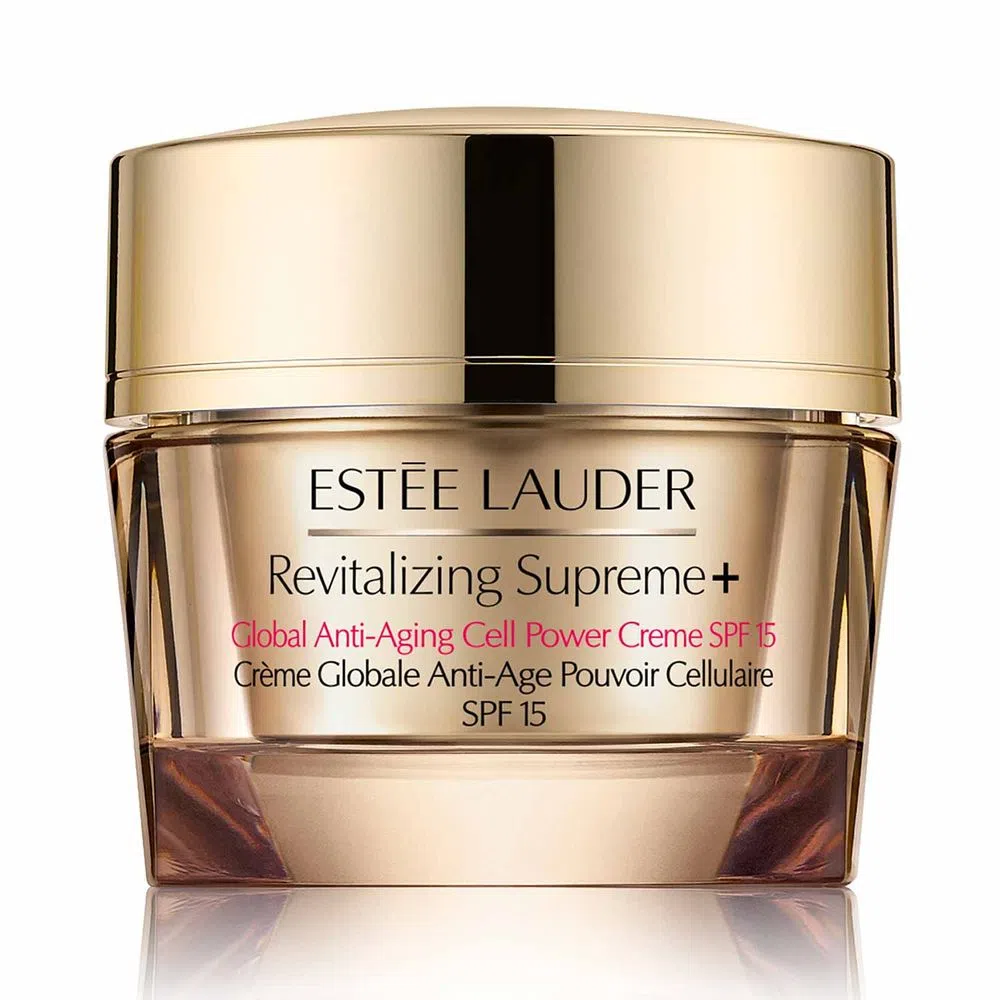 ESTĒE LAUDER
Revitalizing Supreme+
Global Anti-Aging Cell Power Creme SPF 15
Crème Globale Anti-Age Pouvoir Cellulaire
SPF 15